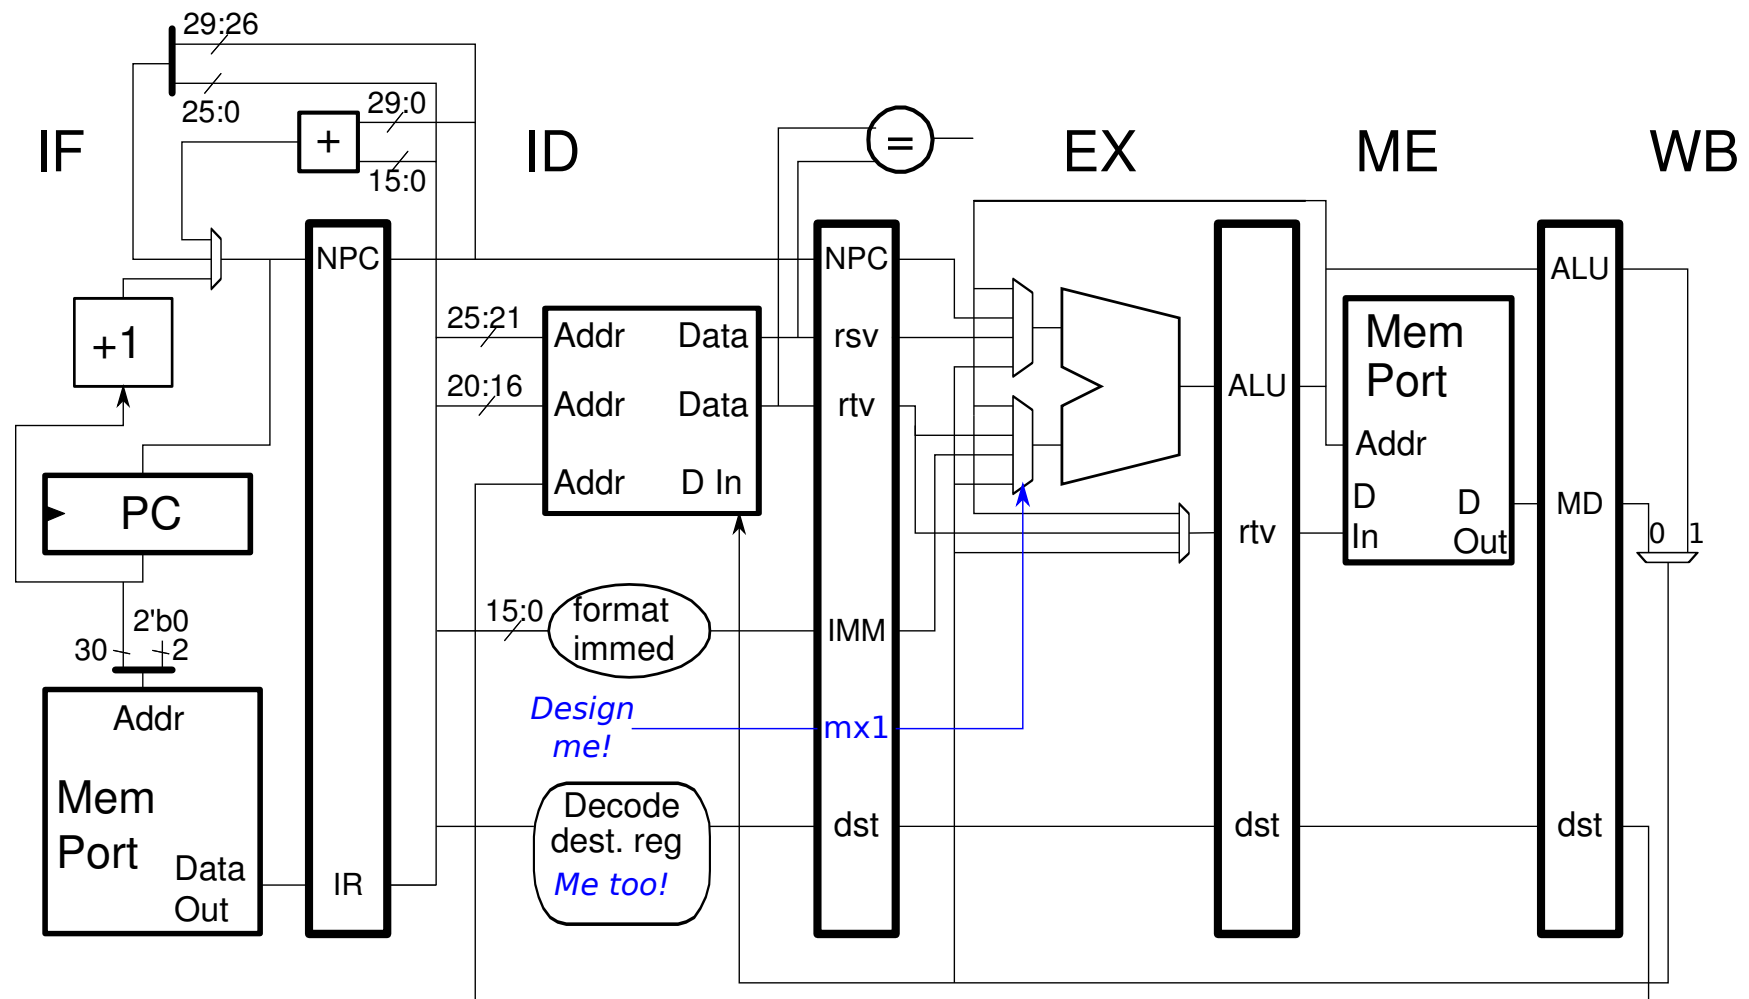 29:26
25:0
29:0
+
15:0
=
IF
ID
EX
ME
WB
NPC
+1
PC
2'b0
30
2
Addr
Mem
Port
Data
Out
IR
25:21
20:16
Addr
Data
Addr
Data
Addr
D In
15:0
format
immed
Design
me!
Decode
dest. reg
Me too!
NPC
rsv
rtv
IMM
mx1
dst
ALU
rtv
dst
Mem
Port
Addr
D
In
D
Out
ALU
MD
dst
0
1